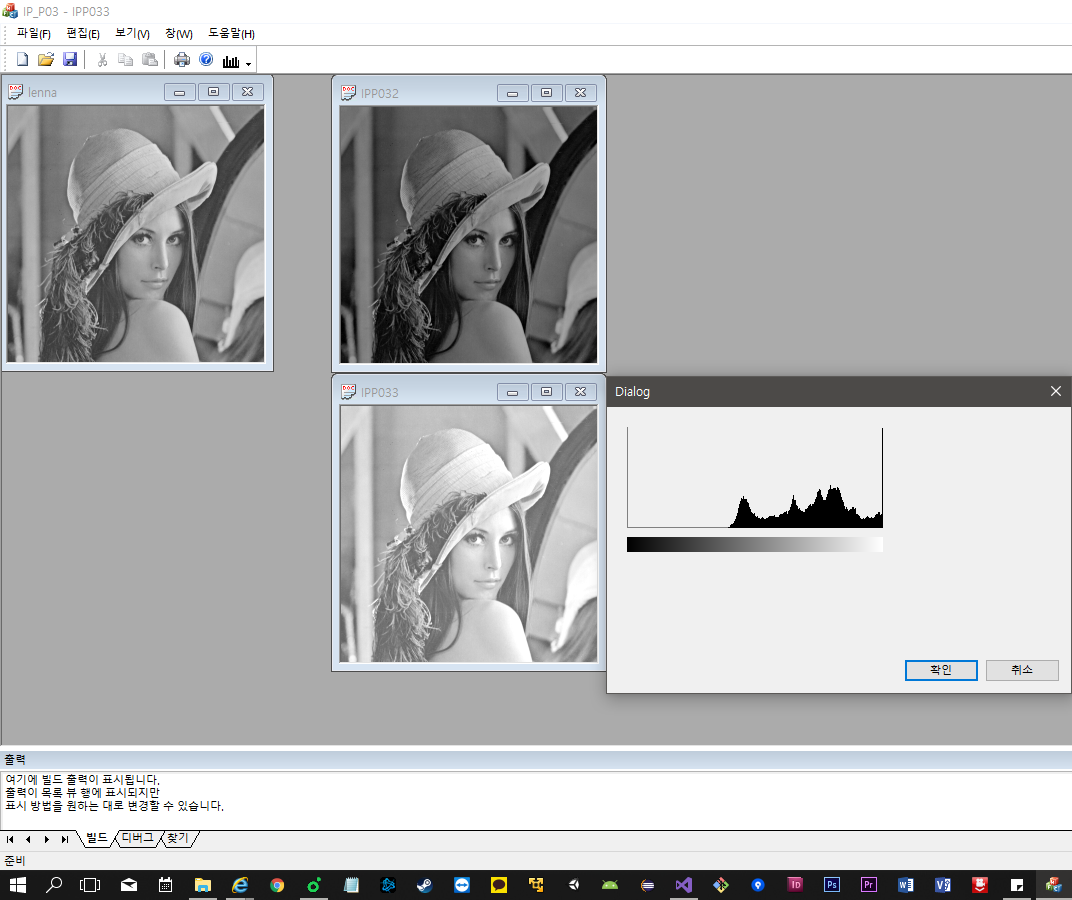 IP_P03 - IPP033
파일(F) 편집(E) 보기(V) 창(W) 도움말(H)
lenna
IPP032
IPP033
Dialog
확인 취소
출력
여기에 빌드 출력이 표시됩니다.
출력이 목록 뷰 행에 표시되지만
표시 방법을 원하는 대로 변경할 수 있습니다.
빌드 디버그 찾기
준비